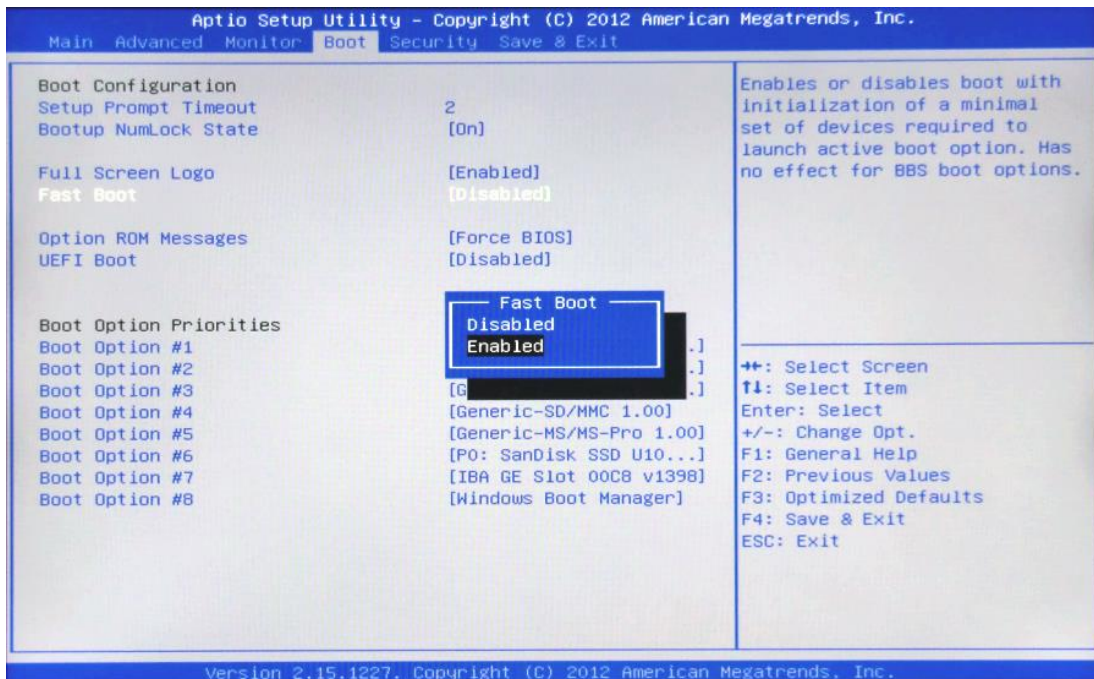 Aptio Setup Utility - Copyright (C) 2012 American Megatrends, Inc.
Main Advanced Monitor Boot Security Save & Exit
Boot Configuration
Setup Prompt Timeout 2
Bootup NumLock State [On]
Full Screen Logo [Enabled]
Fast Boot [Disabled]
Option ROM Messages [Force BIOS]
UEFI Boot [Disabled]
Fast Boot
Disabled
Enabled
Boot Option Priorities
Boot Option #1 .]
Boot Option #2 .]
Boot Option #3 [G .]
Boot Option #4 [Generic-SD/MMC 1.00]
Boot Option #5 [Generic-MS/MS-Pro 1.00]
Boot Option #6 [P0: SanDisk SSD U10...]
Boot Option #7 [IBA GE Slot 00C8 v1398]
Boot Option #8 [Windows Boot Manager]
Enables or disables boot with
initialization of a minimal
set of devices required to
launch active boot option. Has
no effect for BBS boot options.
→←: Select Screen
↑↓: Select Item
Enter: Select
+/-: Change Opt.
F1: General Help
F2: Previous Values
F3: Optimized Defaults
F4: Save & Exit
ESC: Exit
Version 2.15.1227. Copyright (C) 2012 American Megatrends, Inc.